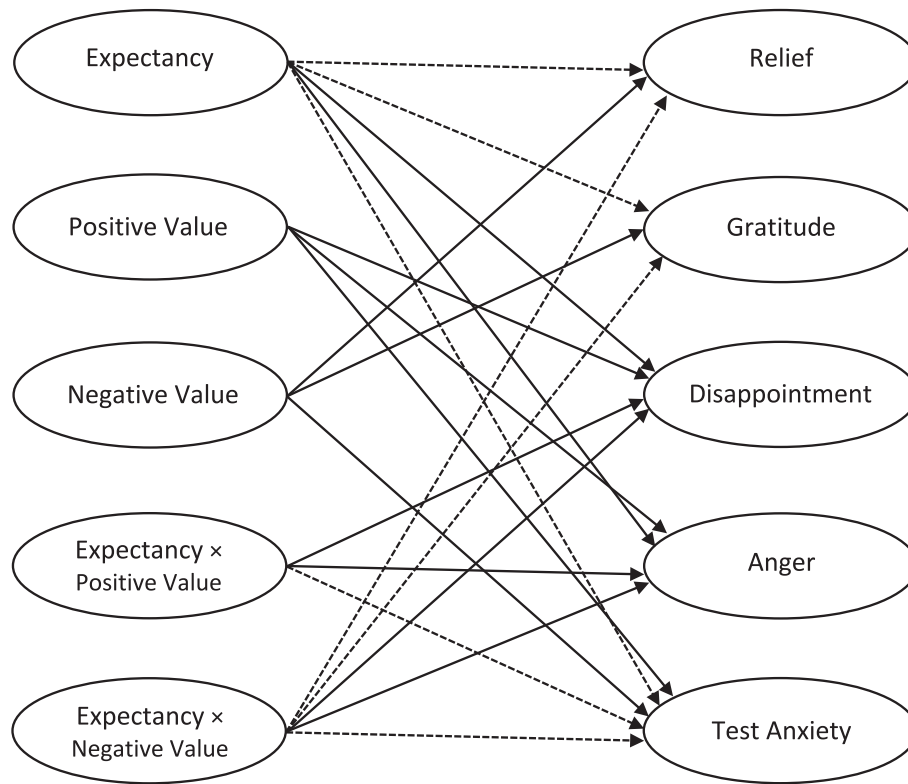 Expectancy
Relief
Positive Value
Gratitude
Negative Value
Disappointment
Expectancy ×
Positive Value
Anger
Expectancy ×
Negative Value
Test Anxiety